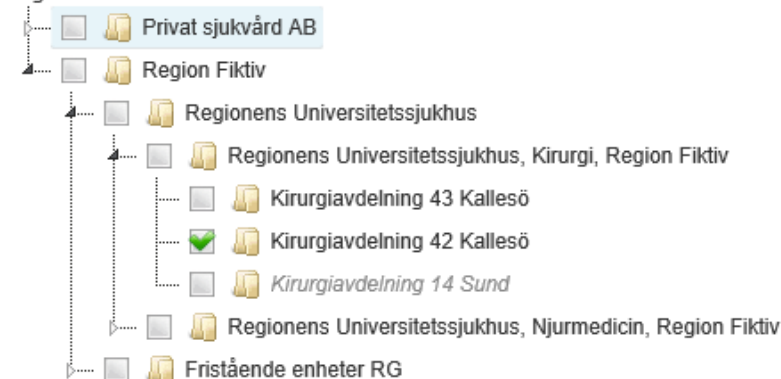 Privat sjukvård AB
Region Fiktiv
Regionens Universitetssjukhus
Regionens Universitetssjukhus, Kirurgi, Region Fiktiv
Kirurgiavdelning 43 Kallesö
Kirurgiavdelning 42 Kallesö
Kirurgiavdelning 14 Sund
Regionens Universitetssjukhus, Njurmedicin, Region Fiktiv
Fristående enheter RG